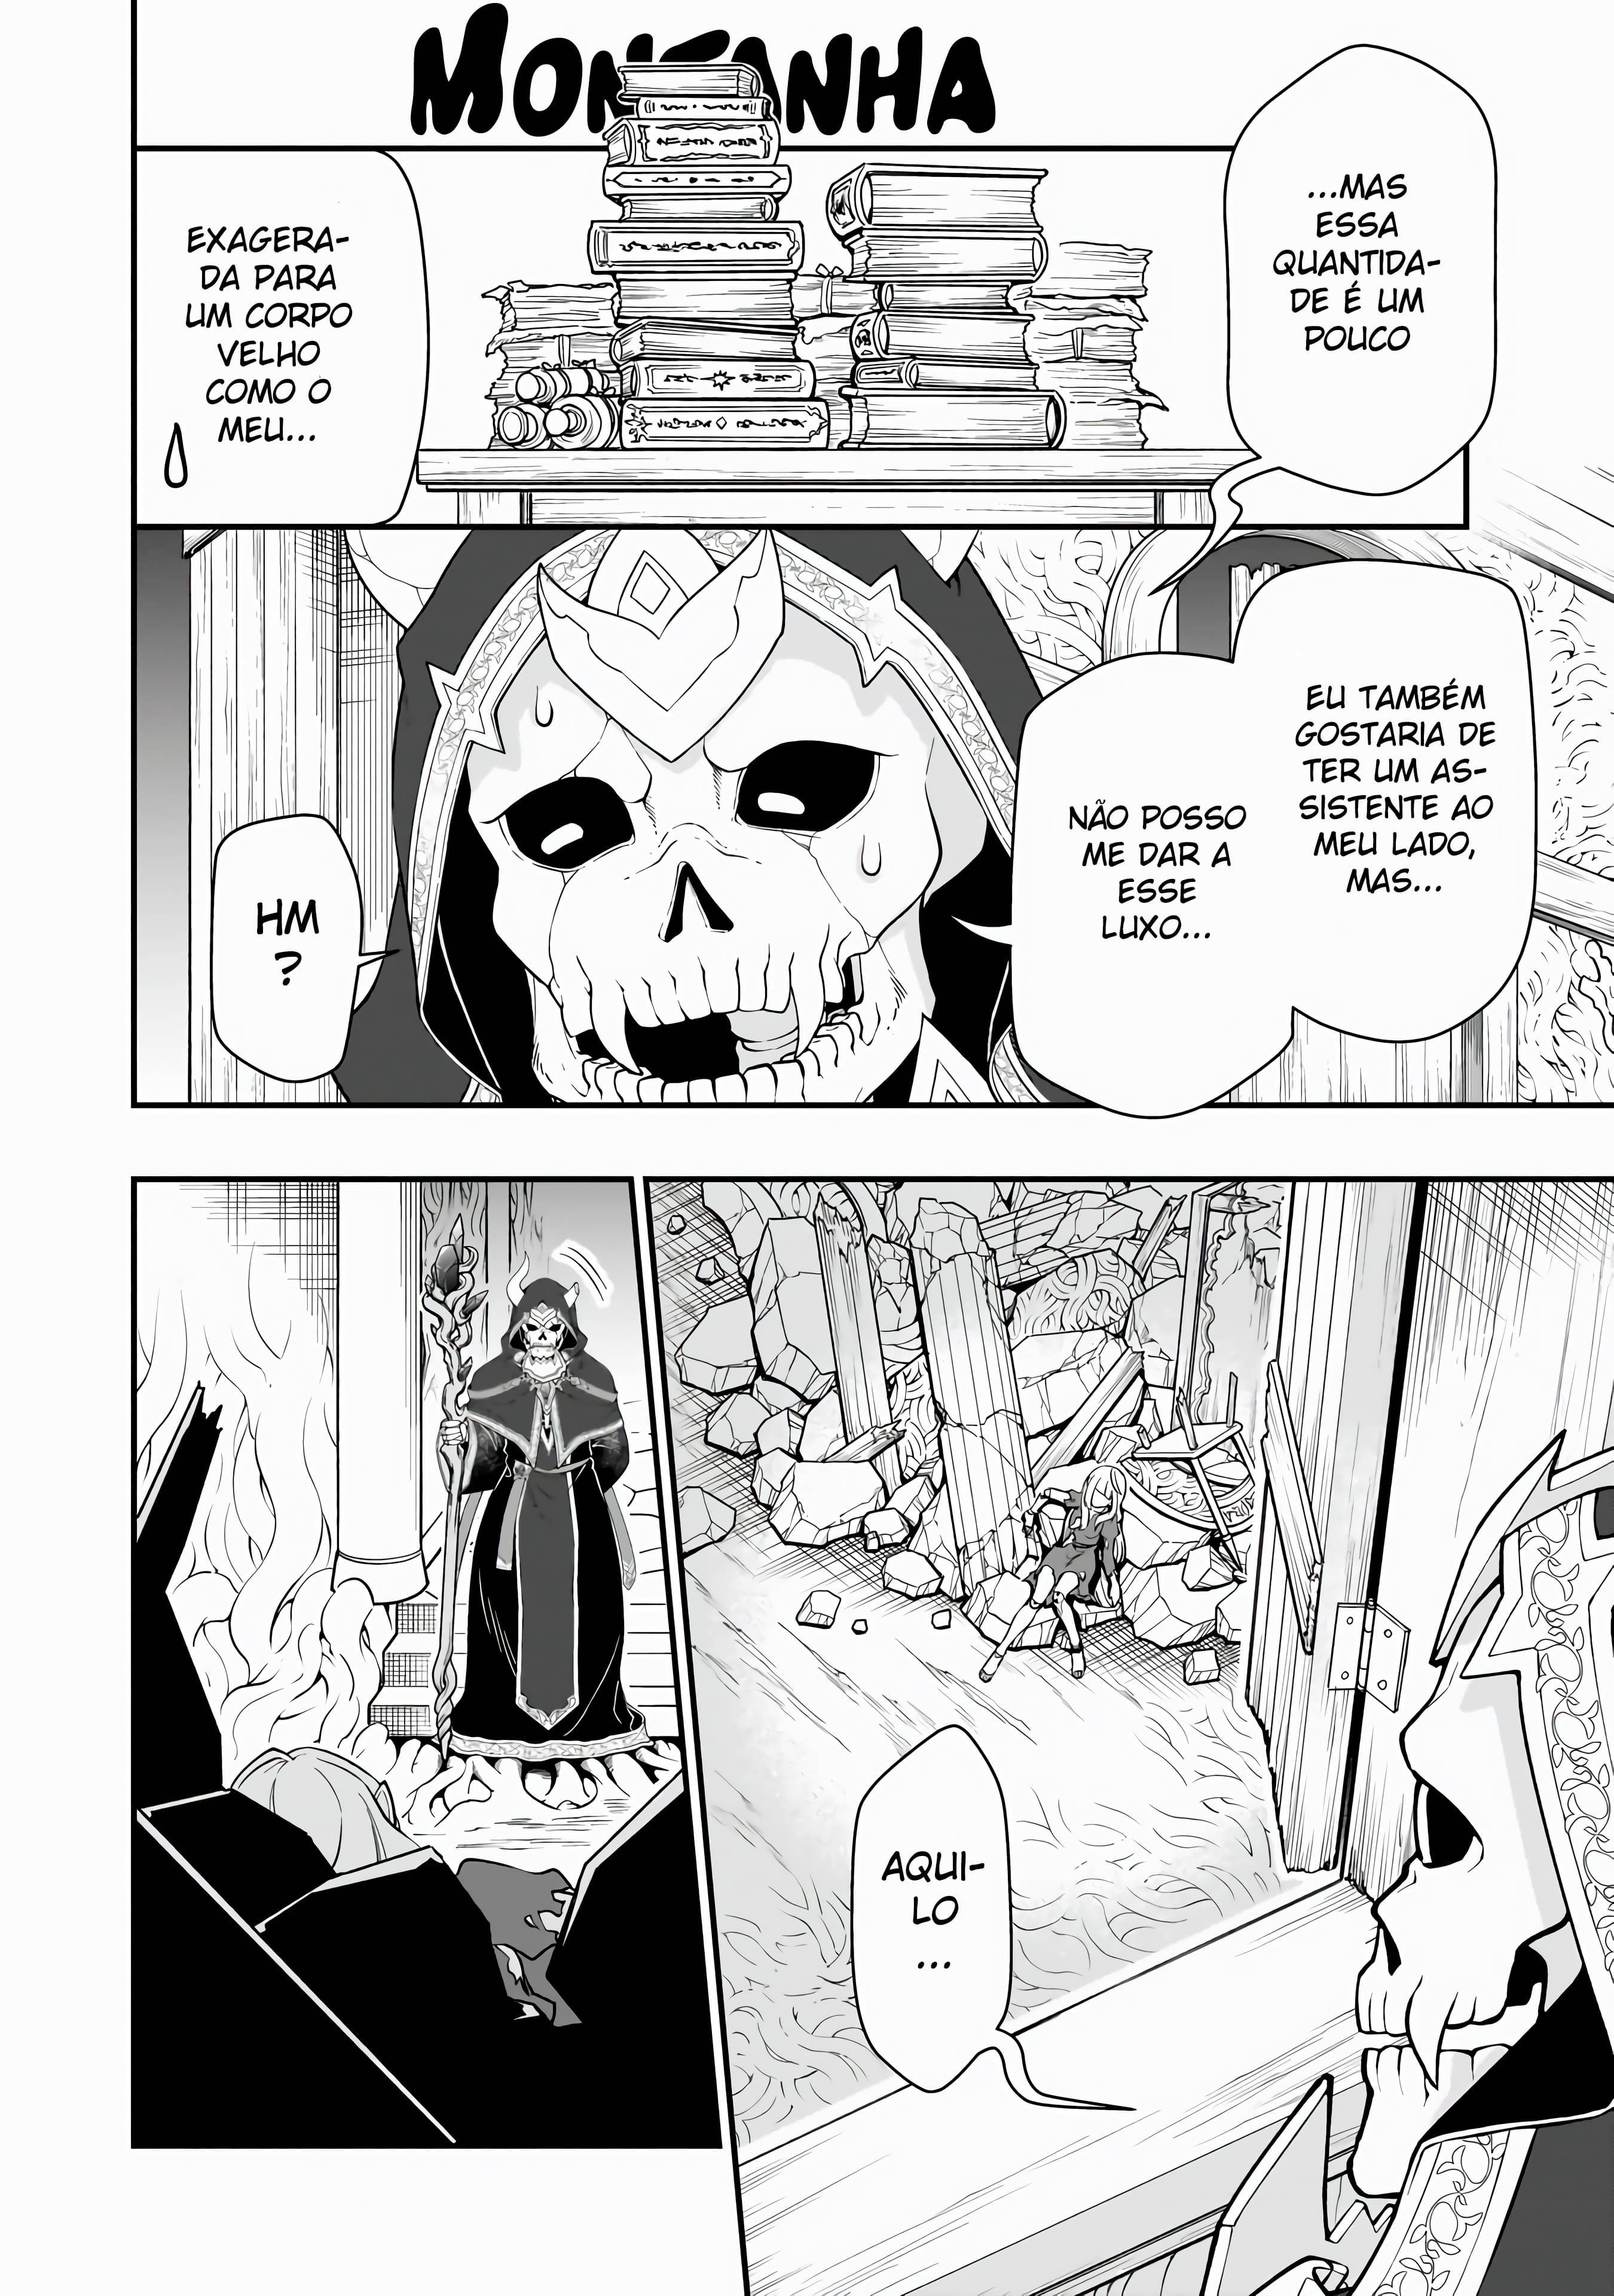 MONTANHA
...MAS
ESSA
QUANTIDA-
DE É UM
POUCO
EXAGERA-
DA PARA
UM CORPO
VELHO
COMO O
MEU...
EU TAMBÉM
GOSTARIA DE
TER UM AS-
SISTENTE AO
MEU LADO,
MAS...
NÃO POSSO
ME DAR A
ESSE
LUXO...
HM
?
AQUI-
LO
...